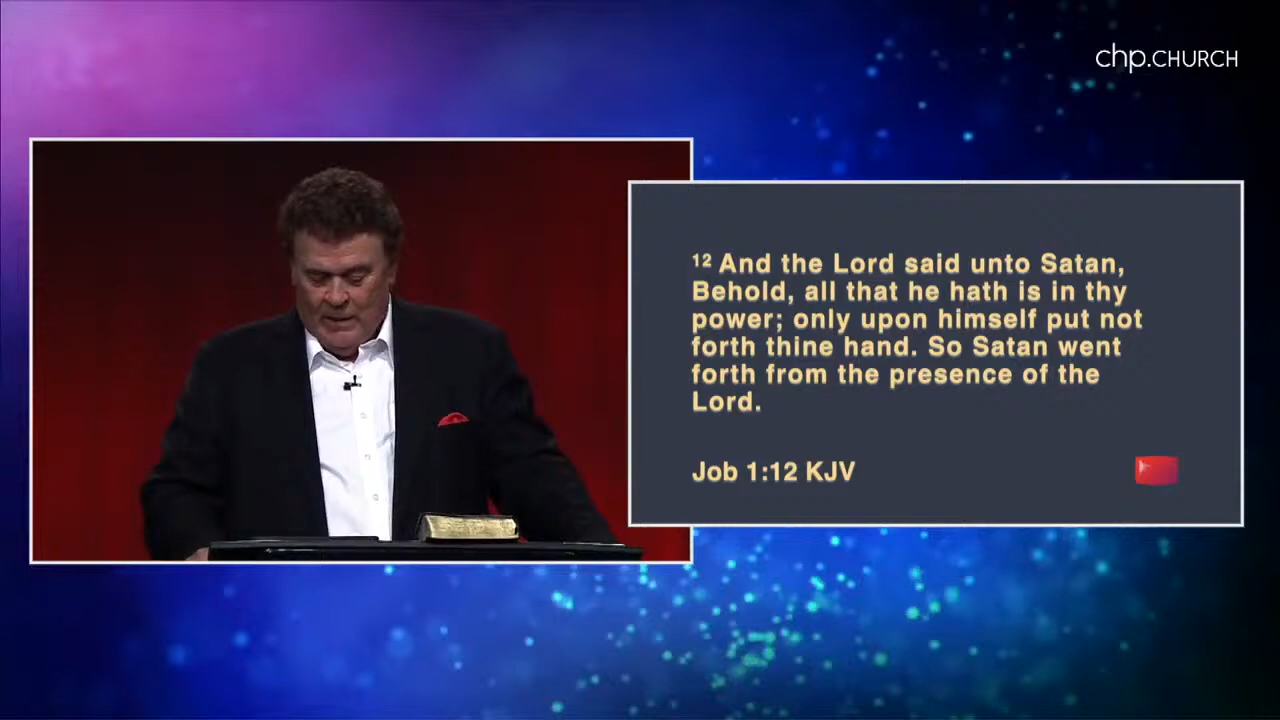 chp.CHURCH
12 And the Lord said unto Satan,
Behold, all that he hath is in thy
power; only upon himself put not
forth thine hand. So Satan went
forth from the presence of the
Lord.
Job 1:12 KJV